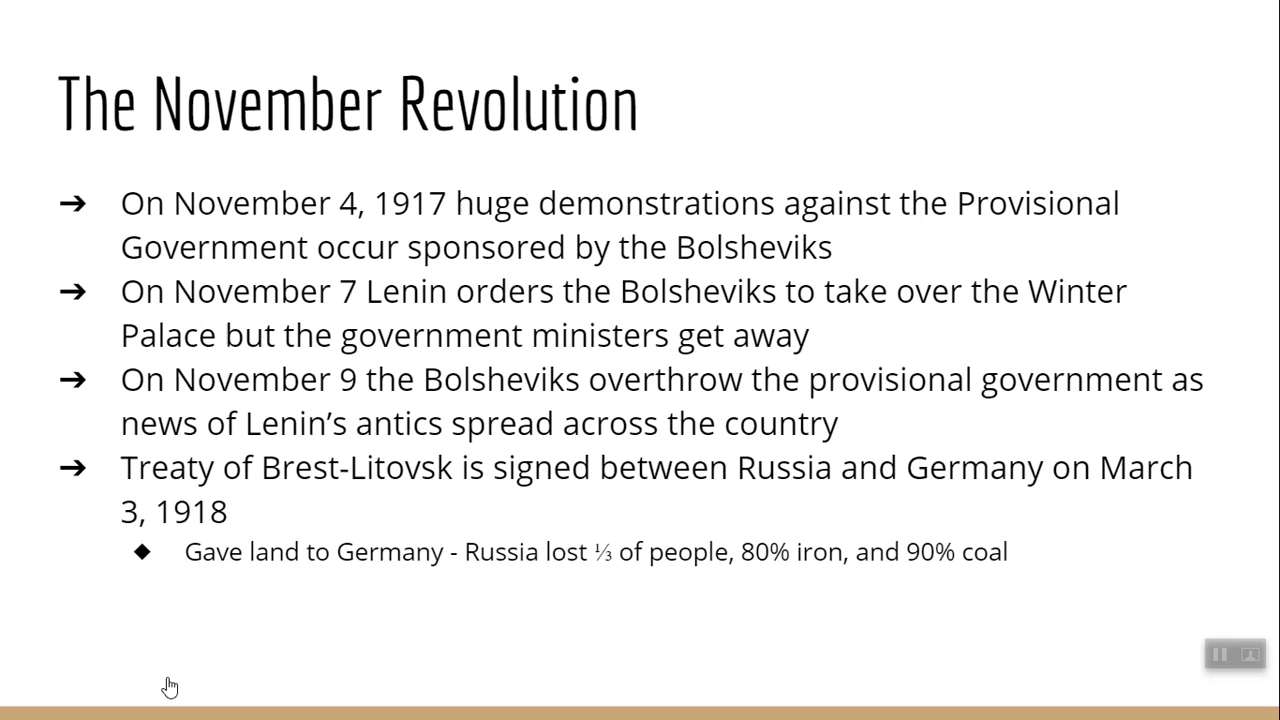 The November Revolution
➔ On November 4, 1917 huge demonstrations against the Provisional
Government occur sponsored by the Bolsheviks
➔ On November 7 Lenin orders the Bolsheviks to take over the Winter
Palace but the government ministers get away
➔ On November 9 the Bolsheviks overthrow the provisional government as
news of Lenin’s antics spread across the country
➔ Treaty of Brest-Litovsk is signed between Russia and Germany on March
3, 1918
◆ Gave land to Germany - Russia lost ⅓ of people, 80% iron, and 90% coal